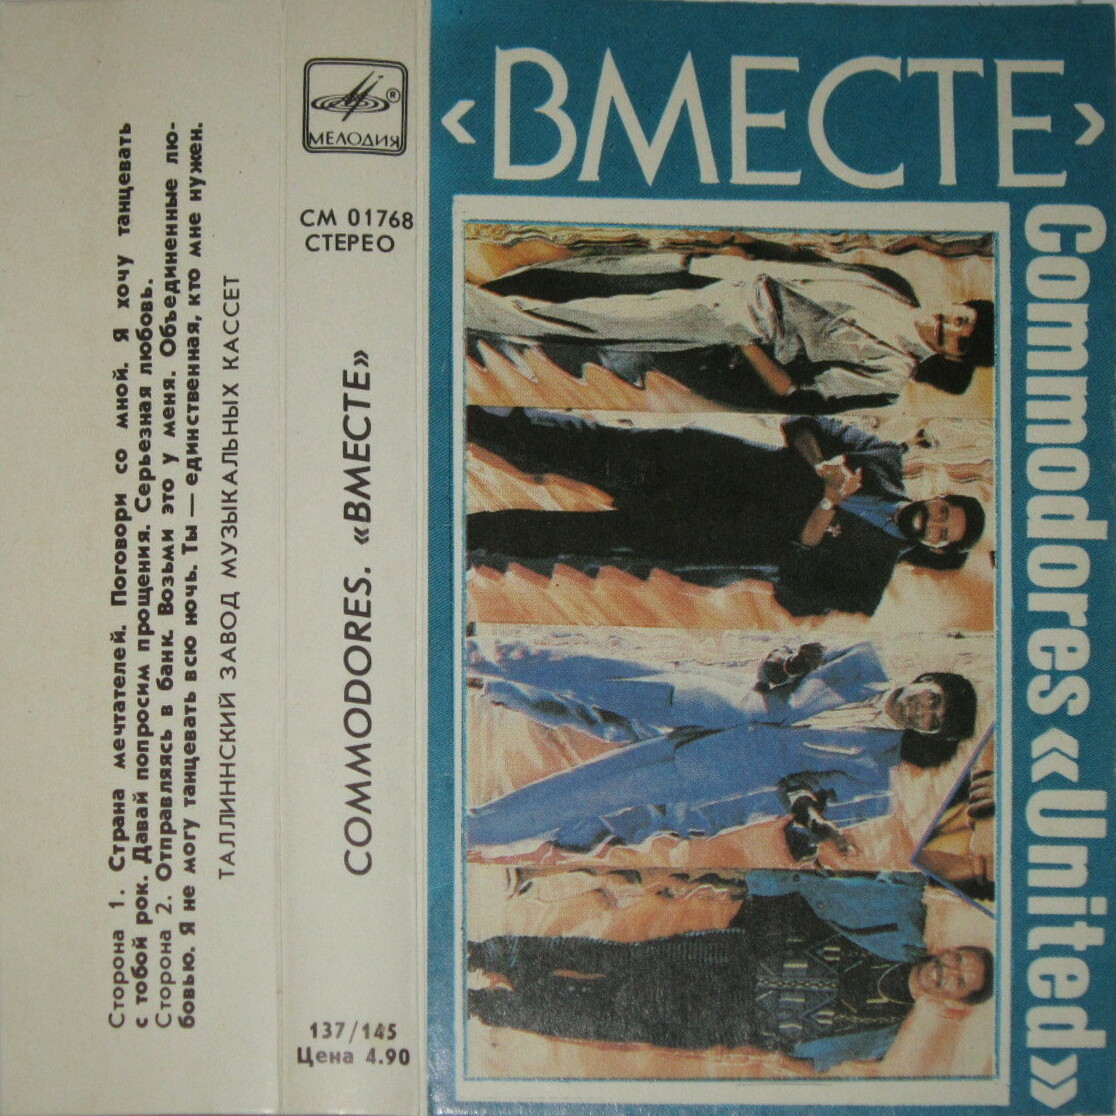 Сторона 1. Страна мечтателей. Поговори со мной. Я хочу танцевать
с тобой рок. Давай попросим прощения. Серьезная любовь.
Сторона 2. Отправляясь в банк. Возьми это у меня. Объединенные лю-
бовью. Я не могу танцевать всю ночь. Ты — единственная, кто мне нужен.
ТАЛЛИННСКИЙ ЗАВОД МУЗЫКАЛЬНЫХ КАССЕТ
МЕЛОДИЯ ®
СМ 01768
СТЕРЕО
COMMODORES. «ВМЕСТЕ»
137/145
Цена 4.90
‹ВМЕСТЕ›
Commodores «United»